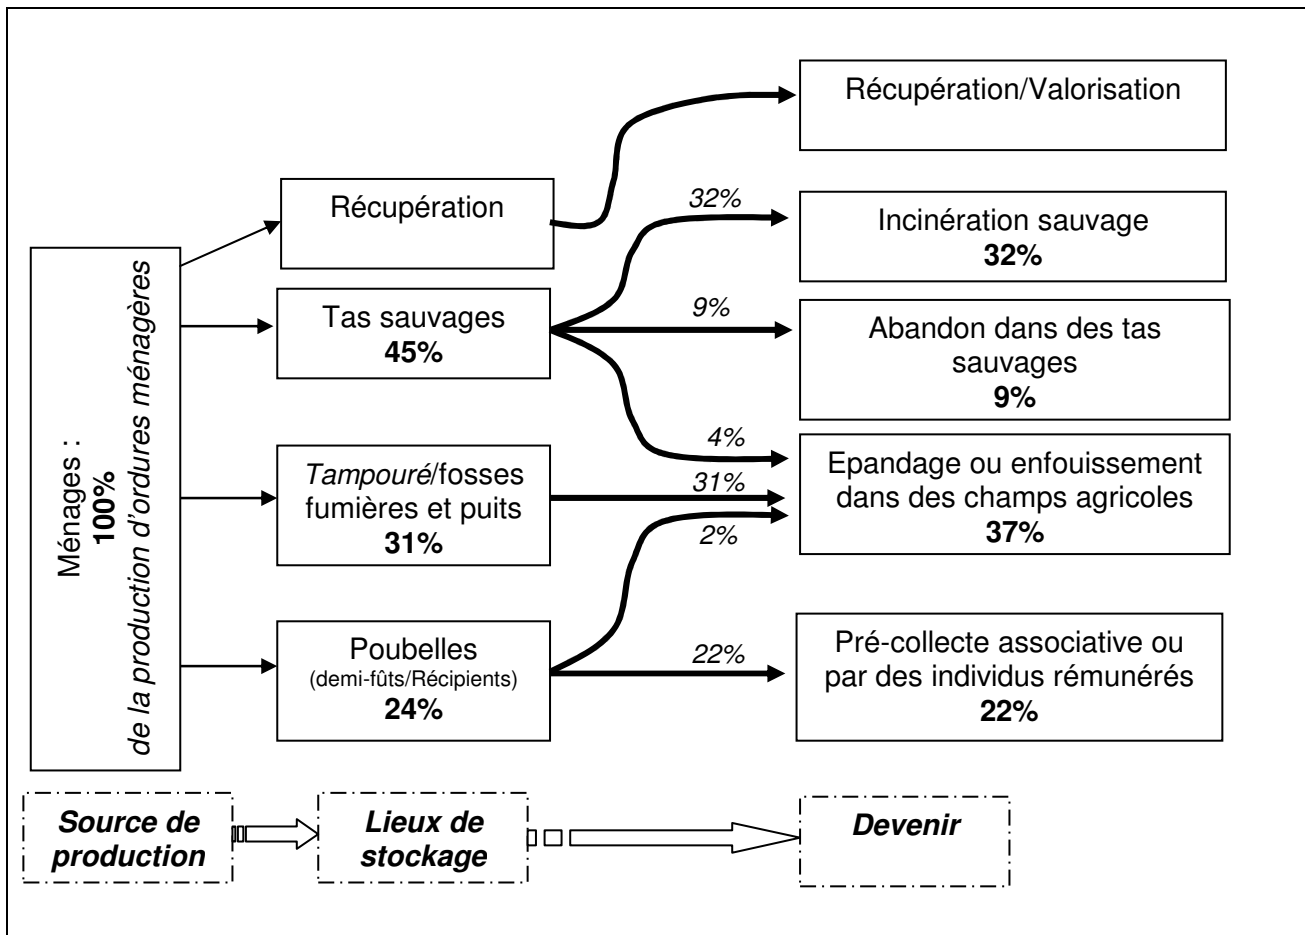 Ménages :
100%
de la production d'ordures ménagères
Récupération
Tas sauvages
45%
Tampouré/fosses
fumières et puits
31%
Poubelles
(demi-fûts/Récipients)
24%
32%
9%
4%
31%
2%
22%
Récupération/Valorisation
Incinération sauvage
32%
Abandon dans des tas
sauvages
9%
Epandage ou enfouissement
dans des champs agricoles
37%
Pré-collecte associative ou
par des individus rémunérés
22%
Source de
production
Lieux de
stockage
Devenir